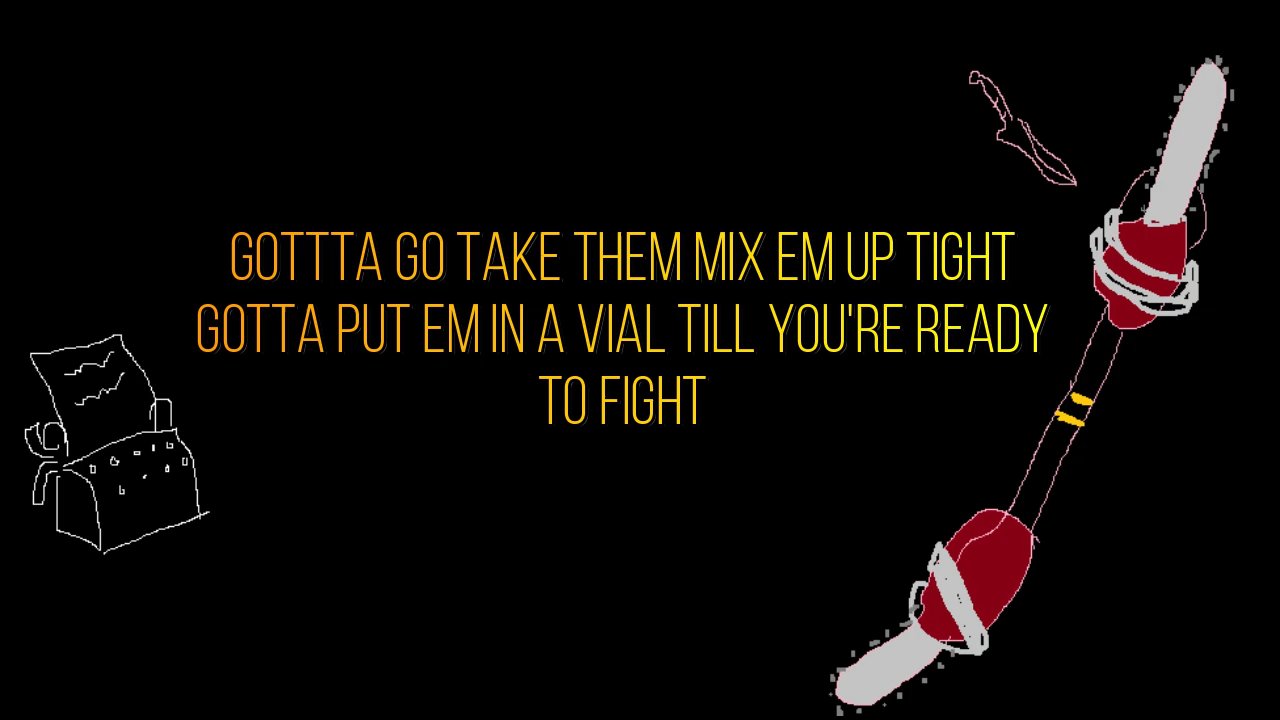 GOTTTA GO TAKE THEM MIX EM UP TIGHT
GOTTA PUT EM IN A VIAL TILL YOU'RE READY
TO FIGHT